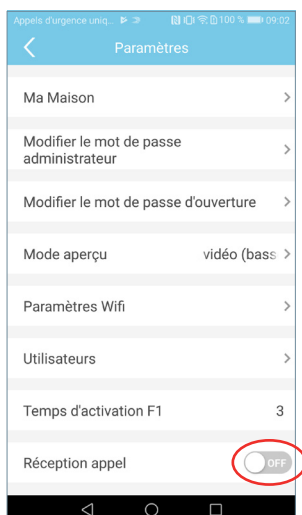 Appels d'urgence uniq... 100 % 09:02
Paramètres
Ma Maison
Modifier le mot de passe
administrateur
Modifier le mot de passe d'ouverture
Mode aperçu vidéo (bass
Paramètres Wifi
Utilisateurs
Temps d'activation F1 3
Réception appel OFF